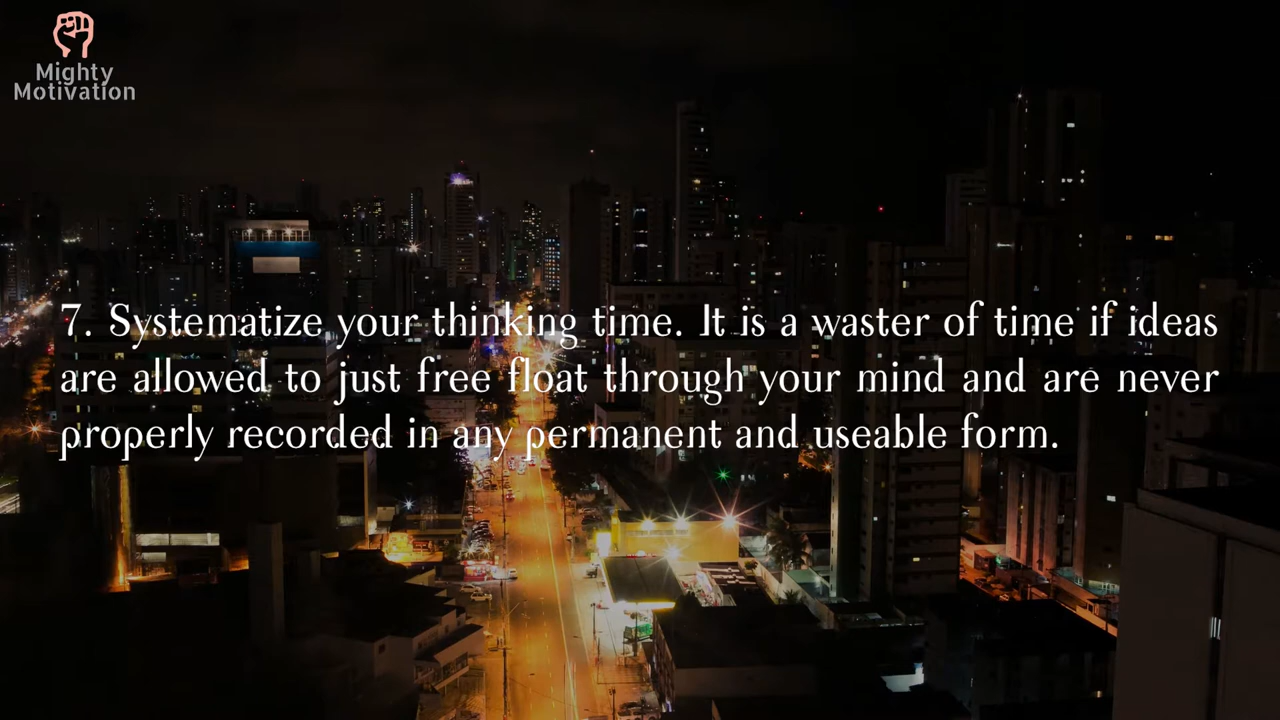 Mighty
Motivation
7. Systematize your thinking time. It is a waster of time if ideas
are allowed to just free float through your mind and are never
properly recorded in any permanent and useable form.